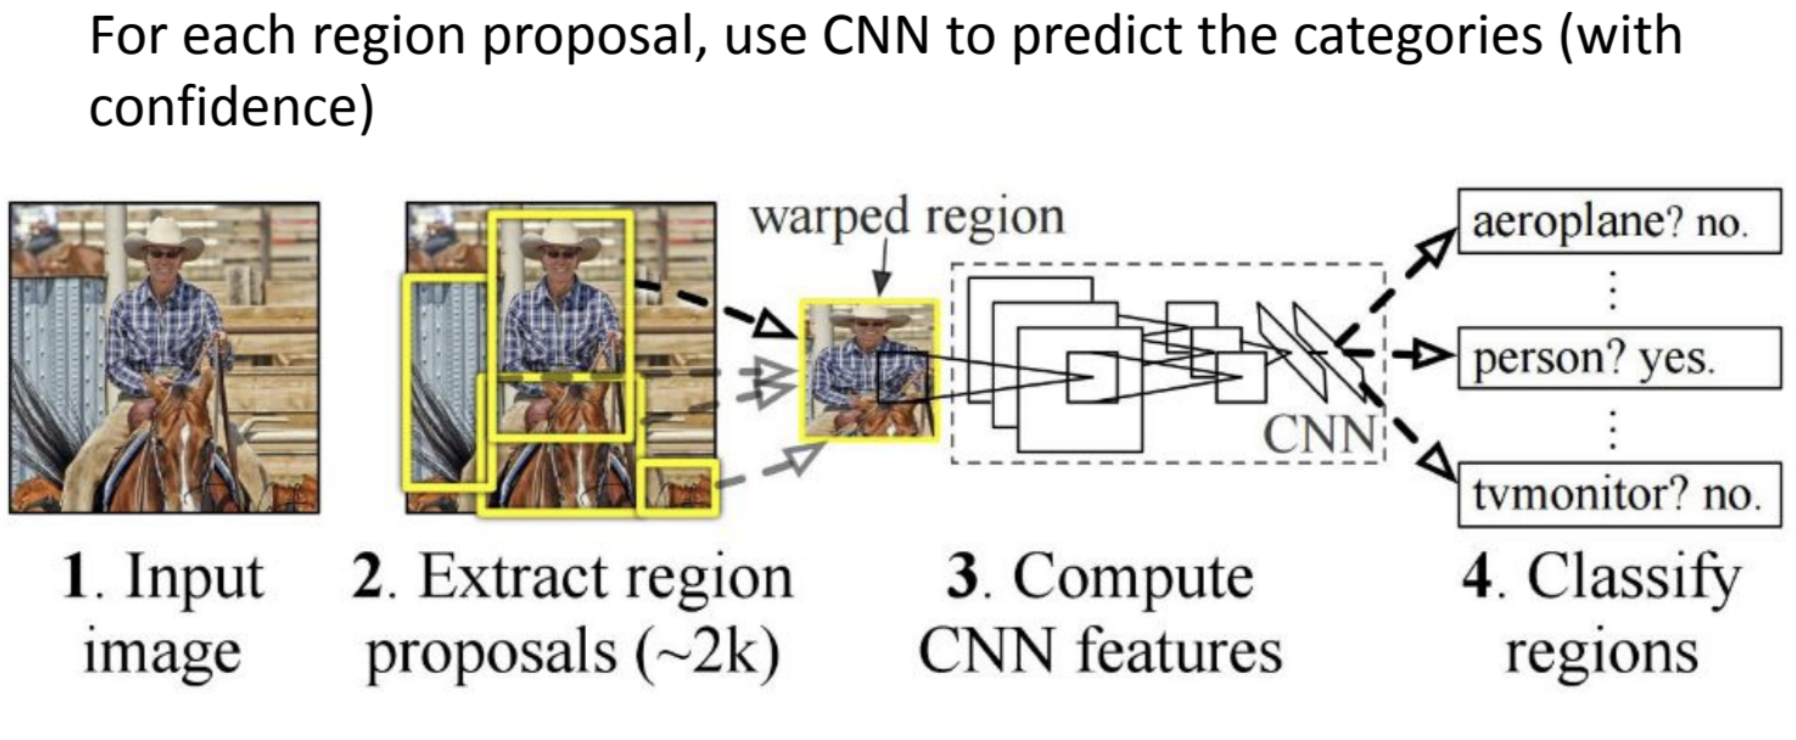 For each region proposal, use CNN to predict the categories (with
confidence)
warped region
aeroplane? no.
⋮
person? yes.
⋮
tvmonitor? no.
CNN
1. Input
image
2. Extract region
proposals (~2k)
3. Compute
CNN features
4. Classify
regions